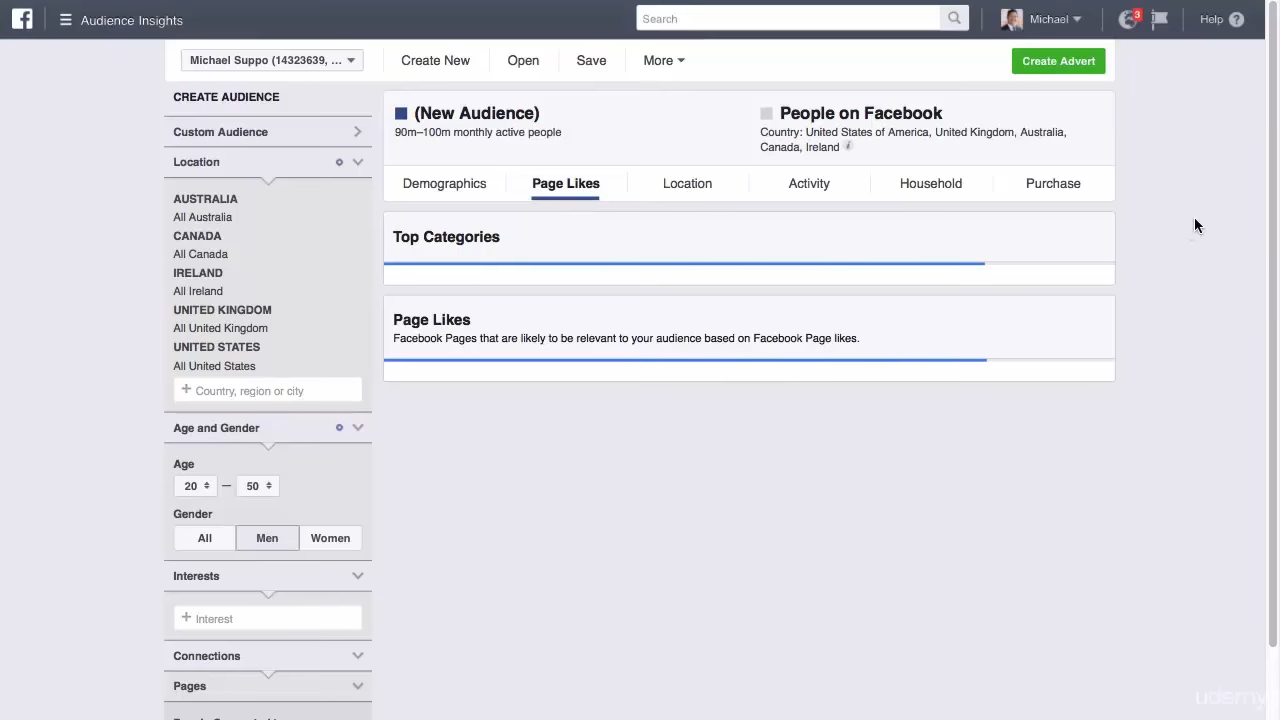 Audience Insights
Search
Michael
3
Help ?
Michael Suppo (14323639, ...
Create New
Open
Save
More
Create Advert
CREATE AUDIENCE
Custom Audience
Location
AUSTRALIA
All Australia
CANADA
All Canada
IRELAND
All Ireland
UNITED KINGDOM
All United Kingdom
UNITED STATES
All United States
+ Country, region or city
Age and Gender
Age
20 — 50
Gender
All Men Women
Interests
+ Interest
Connections
Pages
(New Audience)
90m–100m monthly active people
People on Facebook
Country: United States of America, United Kingdom, Australia,
Canada, Ireland i
Demographics
Page Likes
Location
Activity
Household
Purchase
Top Categories
Page Likes
Facebook Pages that are likely to be relevant to your audience based on Facebook Page likes.
udemy